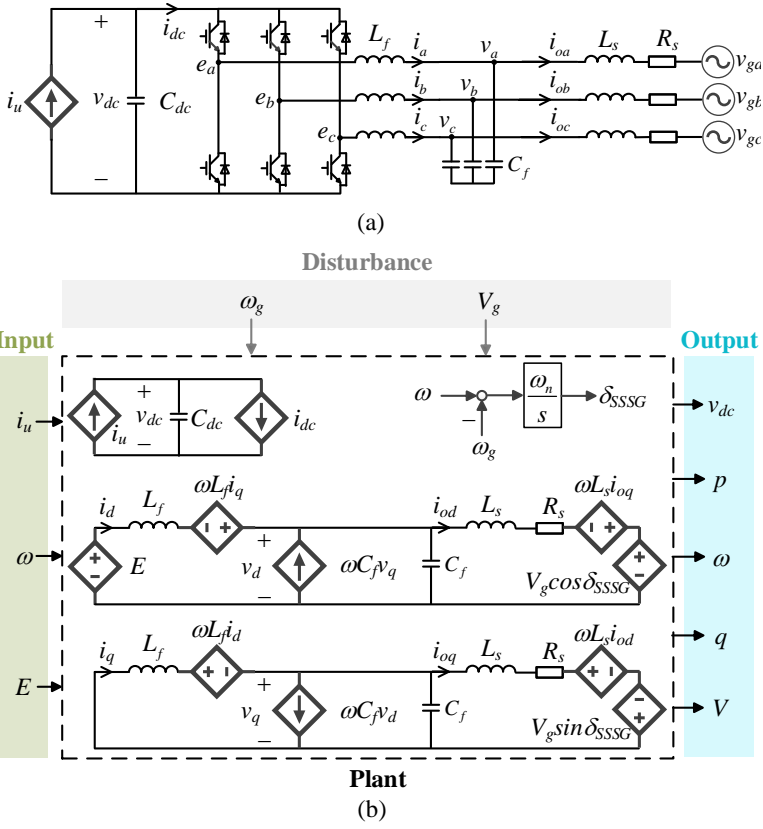 +
i_dc
L_f
i_a
v_a
i_oa
L_s
R_s
v_ga
e_a
i_u
v_dc
C_dc
e_b
i_b
v_b
i_ob
v_gb
e_c
i_c
v_c
i_oc
v_gc
−
C_f
(a)
Disturbance
ω_g
V_g
Input
Output
i_u
+
v_dc
−
i_u
C_dc
i_dc
ω
−
ω_g
ω_n
s
δ_SSSG
v_dc
p
i_d
L_f
ωL_f i_q
i_od
L_s
R_s
ωL_s i_oq
ω
E
+
v_d
−
ωC_f v_q
C_f
V_g cosδ_SSSG
ω
i_q
L_f
ωL_f i_d
i_oq
L_s
R_s
ωL_s i_od
q
E
+
v_q
−
ωC_f v_d
C_f
V_g sinδ_SSSG
V
Plant
(b)